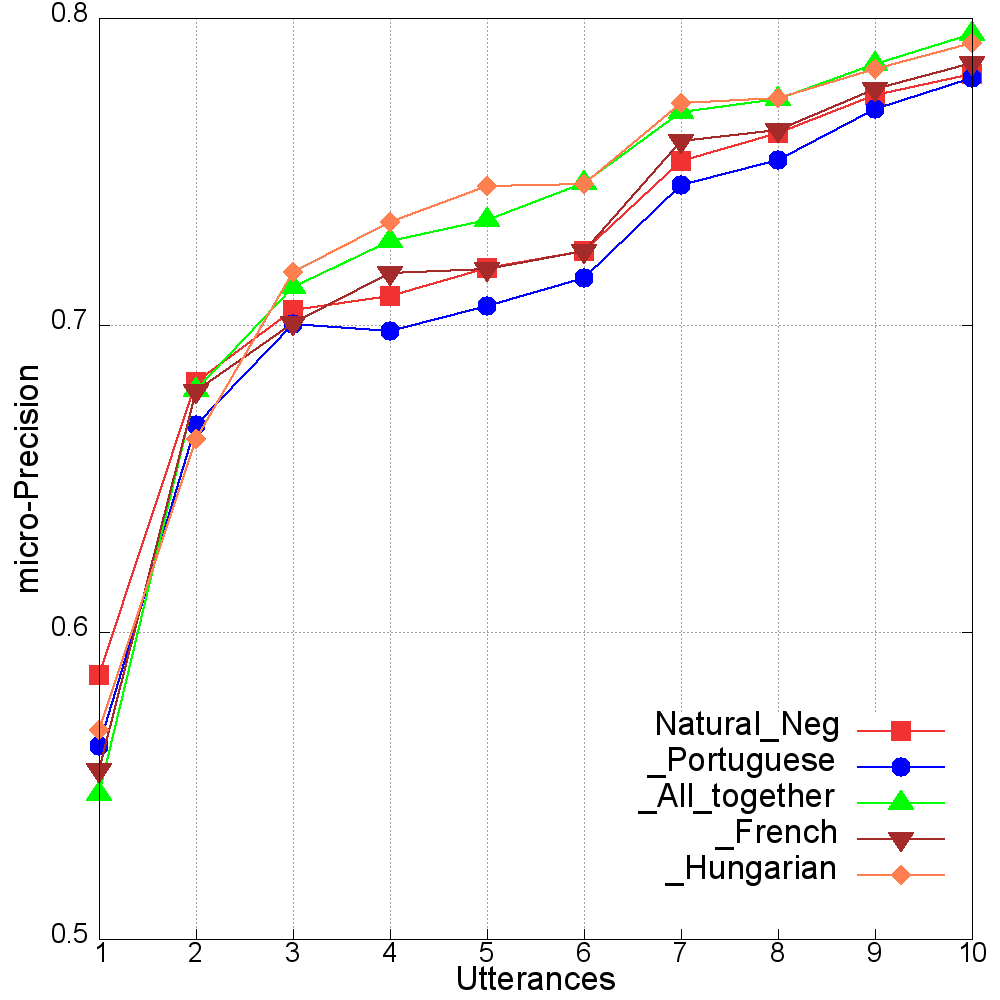 0.8
0.7
0.6
0.5
micro-Precision
Natural_Neg
_Portuguese
_All_together
_French
_Hungarian
1 2 3 4 5 6 7 8 9 10
Utterances